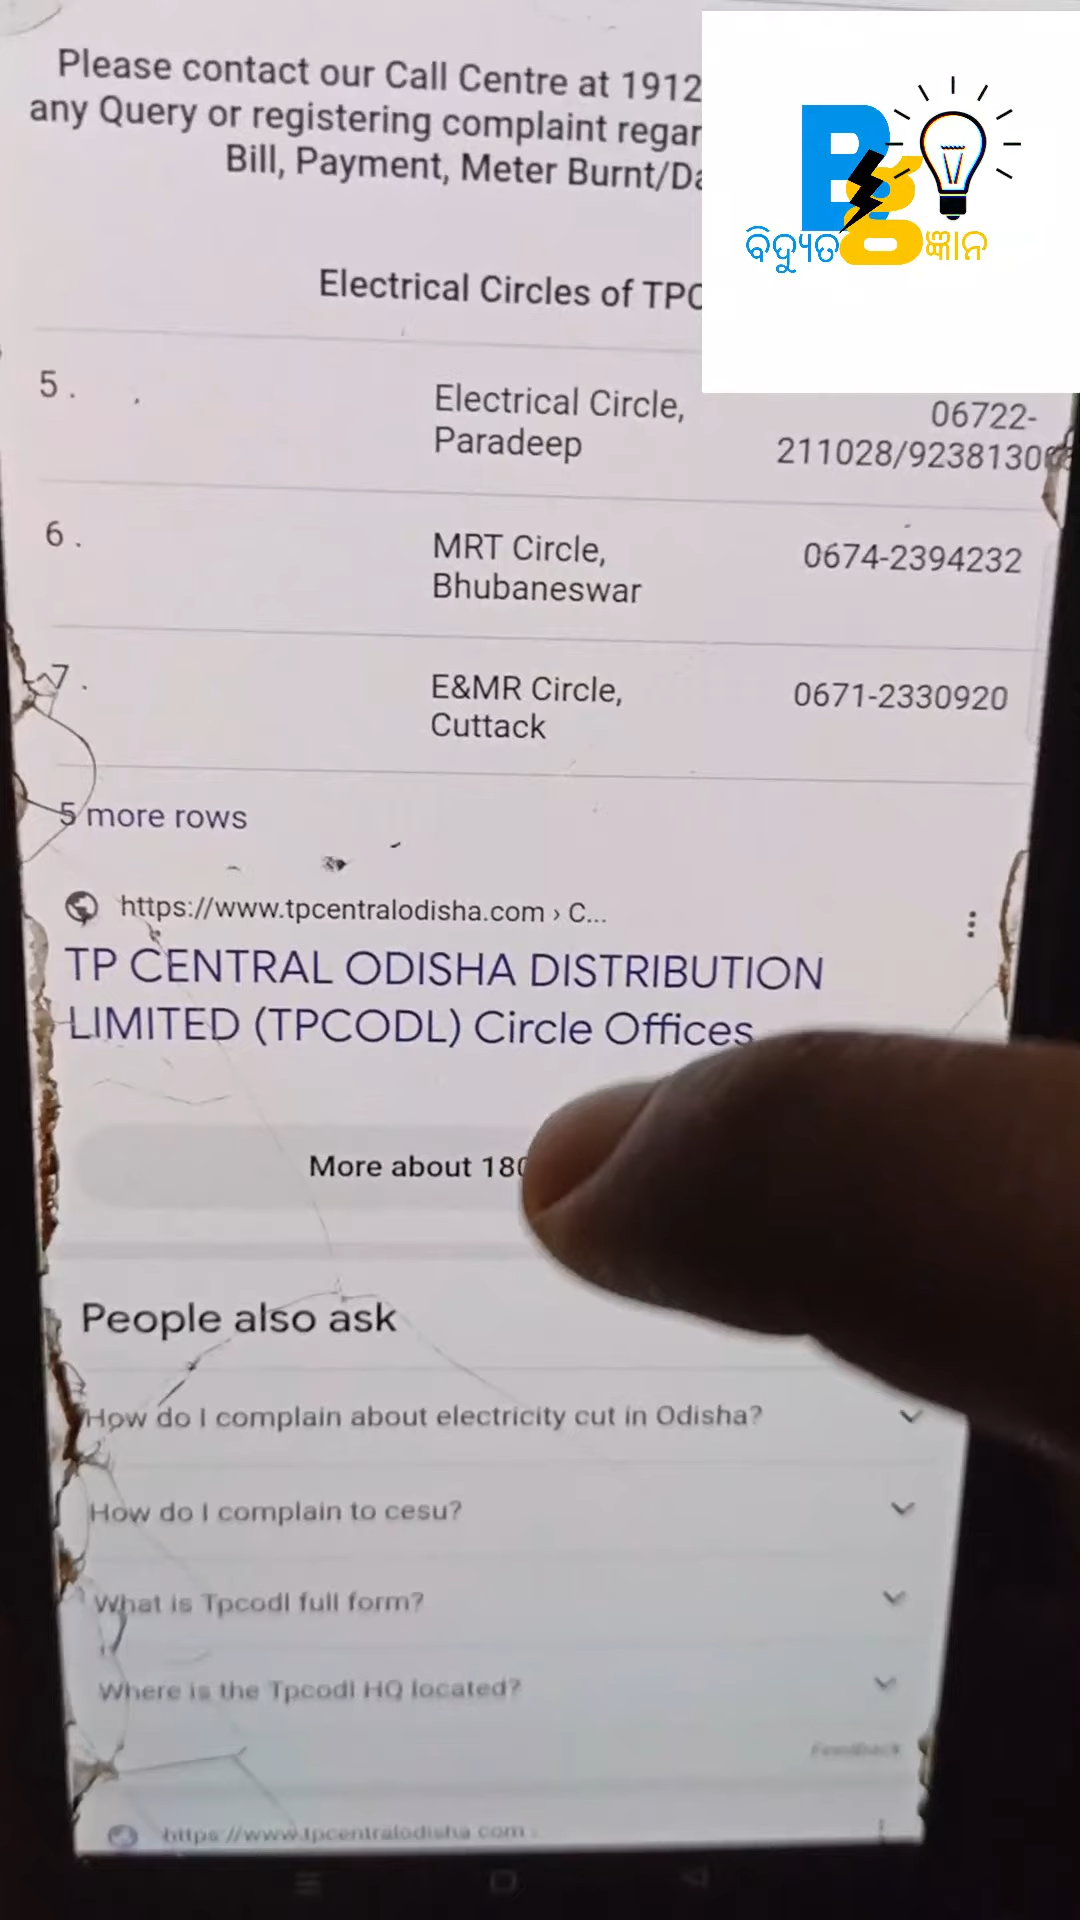 Please contact our Call Centre at 1912
any Query or registering complaint regar
Bill, Payment, Meter Burnt/Da
Bg
ବିଦ୍ୟୁତ ଜ୍ଞାନ
Electrical Circles of TPC
5 .
Electrical Circle,
Paradeep
06722-
211028/9238130
6 .
MRT Circle,
Bhubaneswar
0674-2394232
7 .
E&MR Circle,
Cuttack
0671-2330920
5 more rows
https://www.tpcentralodisha.com › C...
TP CENTRAL ODISHA DISTRIBUTION
LIMITED (TPCODL) Circle Offices
More about 180
People also ask
How do I complain about electricity cut in Odisha?
How do I complain to cesu?
What is Tpcodl full form?
Where is the Tpcodl HQ located?
Feedback
https://www.tpcentralodisha.com